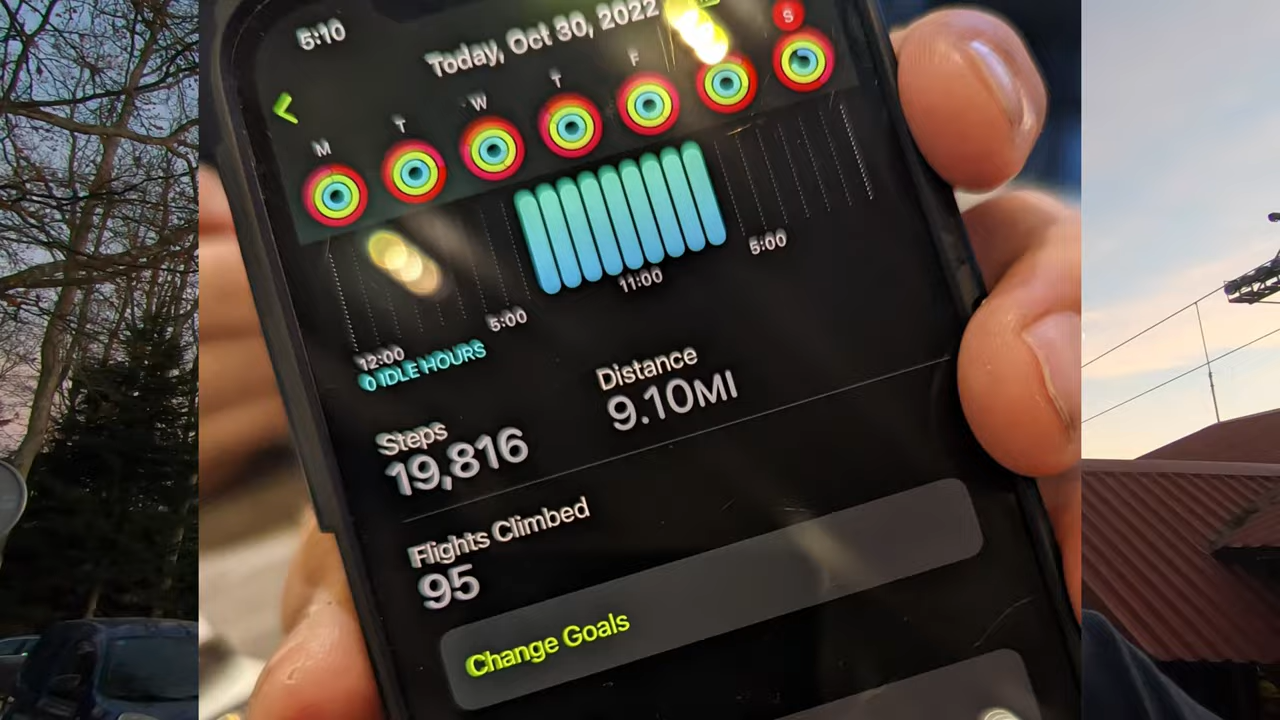 5:10
Today, Oct 30, 2022
M T W T F S
12:00 5:00 11:00 5:00
0 IDLE HOURS
Steps
19,816
Distance
9.10MI
Flights Climbed
95
Change Goals